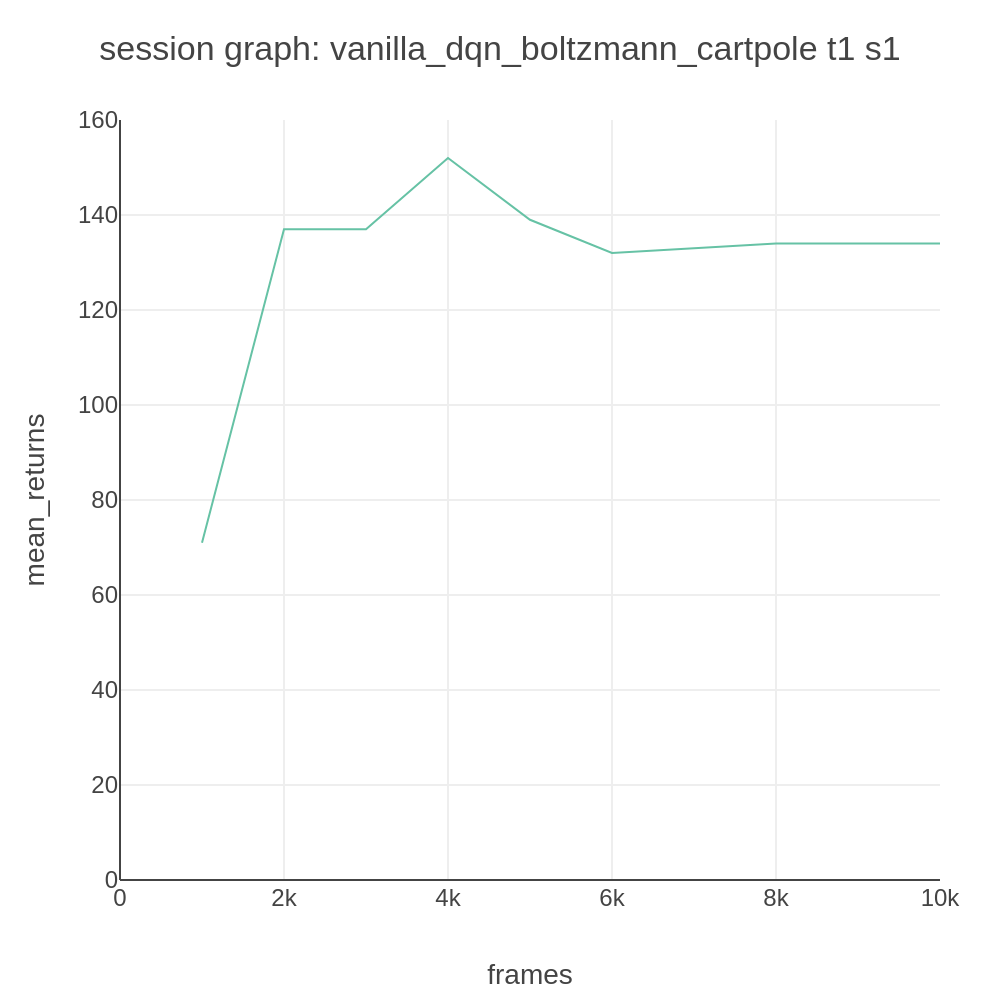 session graph: vanilla_dqn_boltzmann_cartpole t1 s1
160
140
120
100
80
60
40
20
0
mean_returns
0 2k 4k 6k 8k 10k
frames